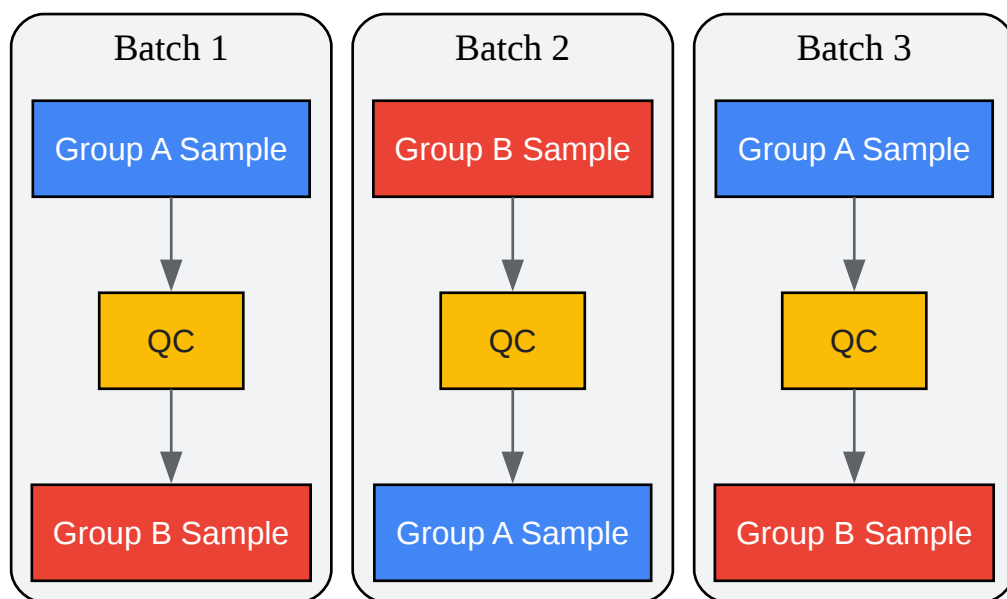 Batch 1
Group A Sample
QC
Group B Sample
Batch 2
Group B Sample
QC
Group A Sample
Batch 3
Group A Sample
QC
Group B Sample